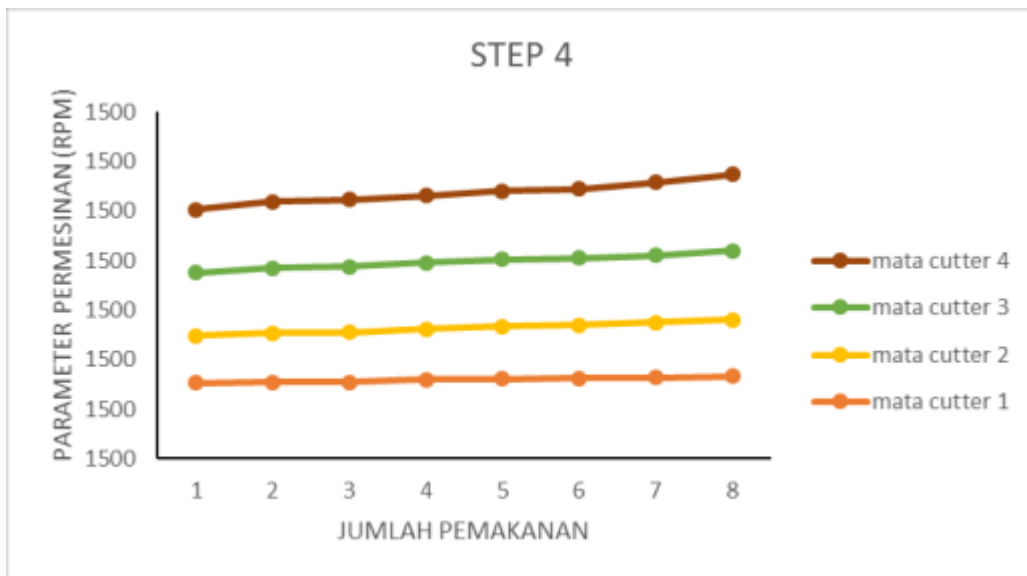 STEP 4
PARAMETER PERMESINAN (RPM)
1500
1500
1500
1500
1500
1500
1500
1500
1 2 3 4 5 6 7 8
JUMLAH PEMAKANAN
mata cutter 4
mata cutter 3
mata cutter 2
mata cutter 1